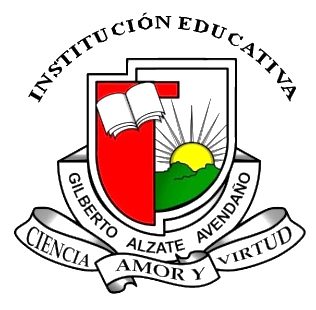 INSTITUCIÓN EDUCATIVA
GILBERTO ALZATE AVENDAÑO
CIENCIA AMOR Y VIRTUD